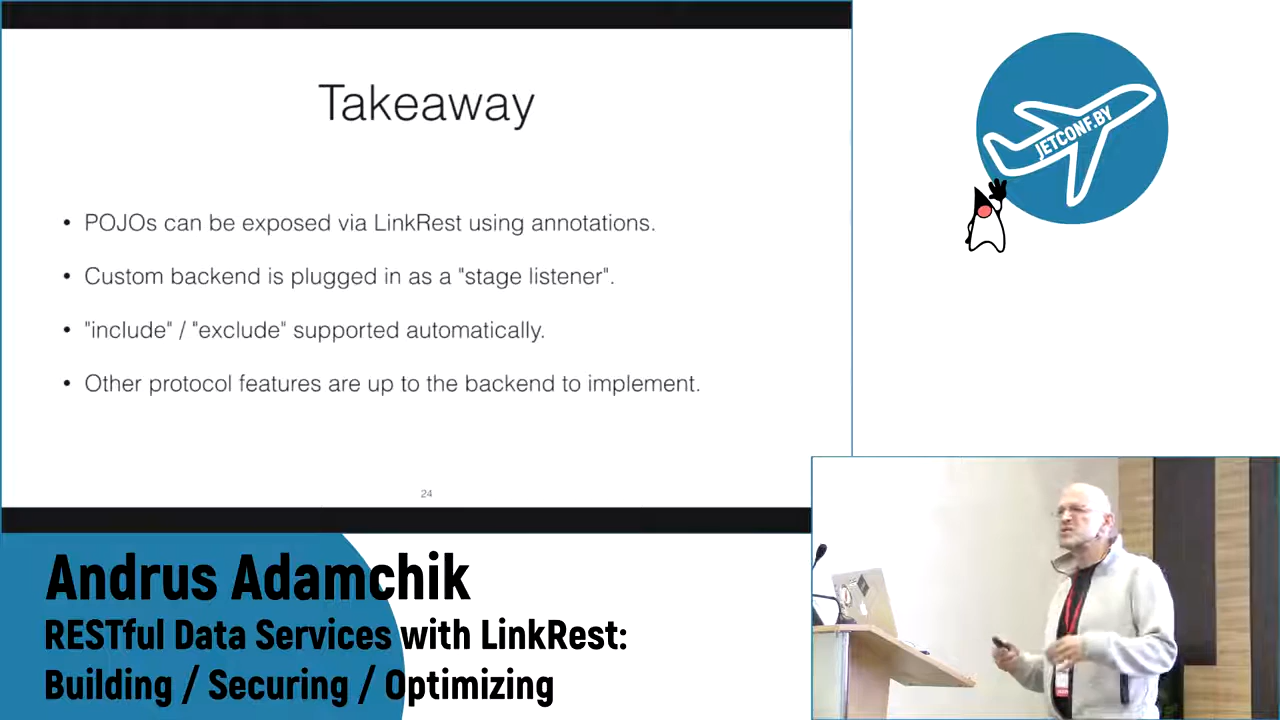 Takeaway
• POJOs can be exposed via LinkRest using annotations.
• Custom backend is plugged in as a "stage listener".
• "include" / "exclude" supported automatically.
• Other protocol features are up to the backend to implement.
24
JETCONF.BY
Andrus Adamchik
RESTful Data Services with LinkRest:
Building / Securing / Optimizing